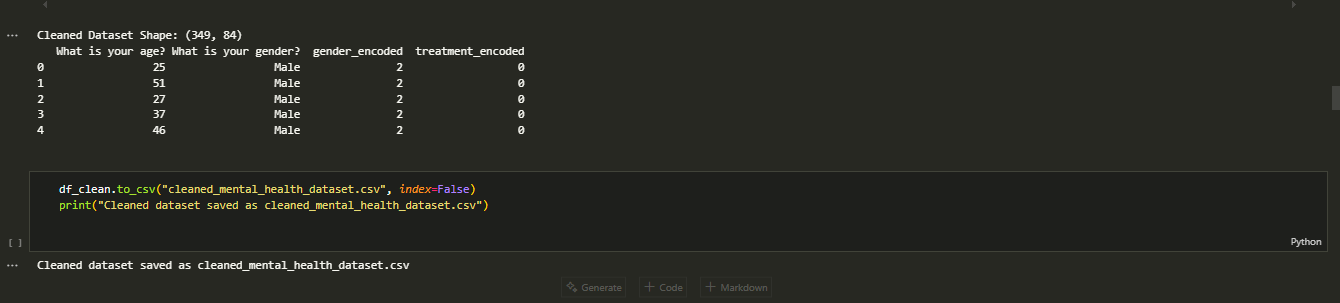 Cleaned Dataset Shape: (349, 84)
What is your age? What is your gender? gender_encoded treatment_encoded
0 25 Male 2 0
1 51 Male 2 0
2 27 Male 2 0
3 37 Male 2 0
4 46 Male 2 0
df_clean.to_csv("cleaned_mental_health_dataset.csv", index=False)
print("Cleaned dataset saved as cleaned_mental_health_dataset.csv")
[ ]
Python
Cleaned dataset saved as cleaned_mental_health_dataset.csv
Generate + Code + Markdown